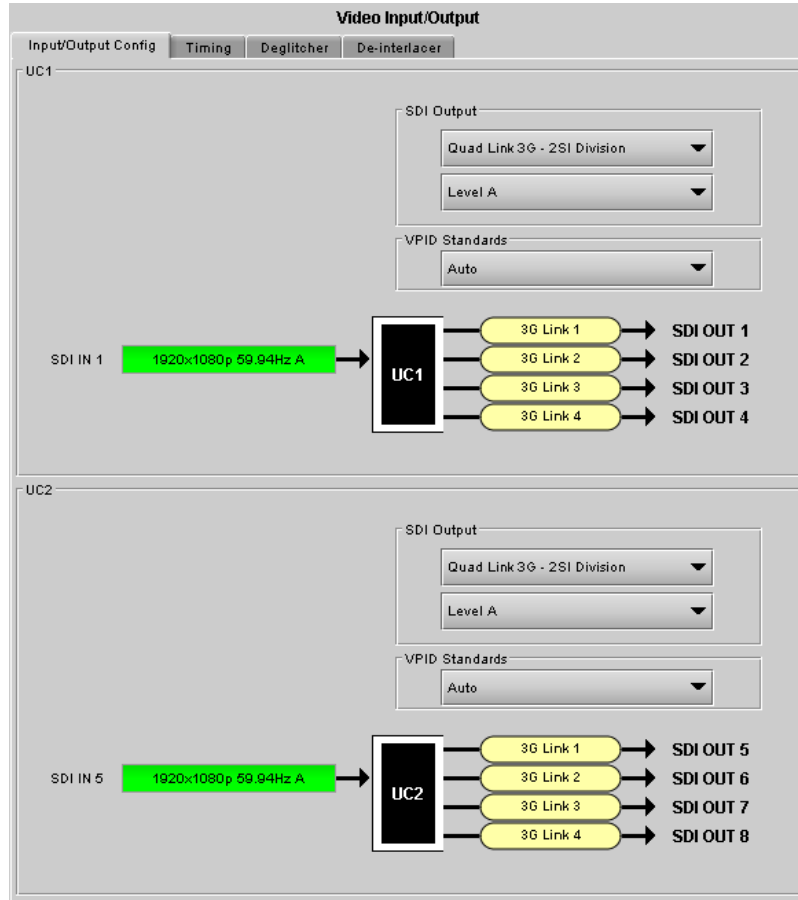 Video Input/Output
Input/Output Config Timing Deglitcher De-interlacer
UC1
SDI Output
Quad Link 3G - 2SI Division
Level A
VPID Standards
Auto
3G Link 1 SDI OUT 1
SDI IN 1 1920x1080p 59.94Hz A 3G Link 2 SDI OUT 2
UC1
3G Link 3 SDI OUT 3
3G Link 4 SDI OUT 4
UC2
SDI Output
Quad Link 3G - 2SI Division
Level A
VPID Standards
Auto
3G Link 1 SDI OUT 5
SDI IN 5 1920x1080p 59.94Hz A 3G Link 2 SDI OUT 6
UC2
3G Link 3 SDI OUT 7
3G Link 4 SDI OUT 8